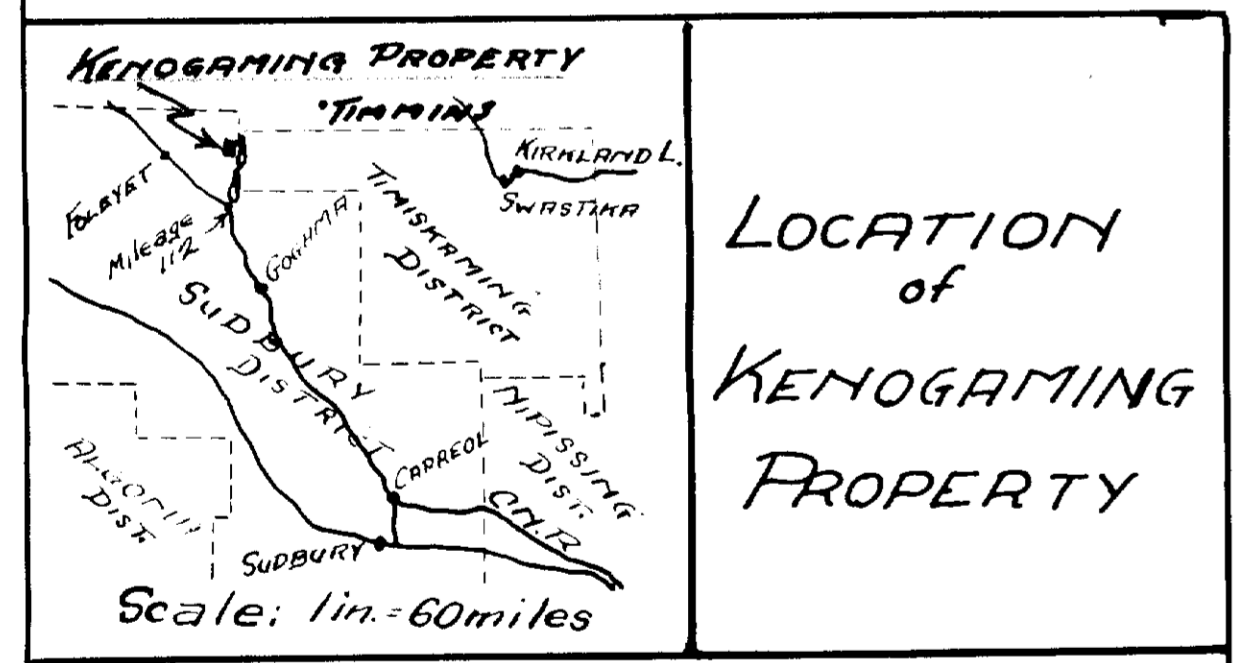 KENOGAMING PROPERTY
TIMMINS
KIRKLAND L.
SWASTIKA
FOLEYET
Mileage
112
GOGAMA
TIMISKAMING
DISTRICT
SUDBURY
DISTRICT
NIPISSING
DIST.
ALGOMA
DIST.
CAPREOL
C.N.R
SUDBURY
Scale: 1in.=60miles
LOCATION
of
KENOGAMING
PROPERTY